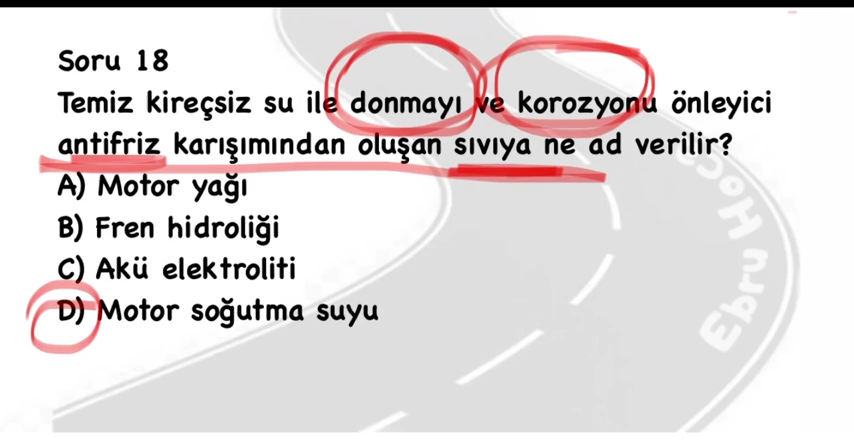 Soru 18
Temiz kireçsiz su ile donmayı ve korozyonu önleyici
antifriz karışımından oluşan sıvıya ne ad verilir?
A) Motor yağı
B) Fren hidroliği
C) Akü elektroliti
D) Motor soğutma suyu
Ebru Hoca